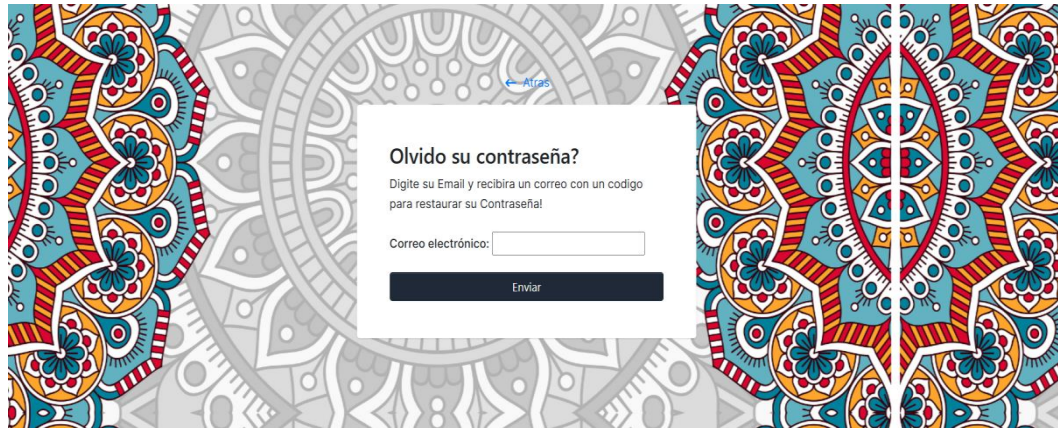 ← Atras
Olvido su contraseña?
Digite su Email y recibira un correo con un codigo
para restaurar su Contraseña!
Correo electrónico:
Enviar